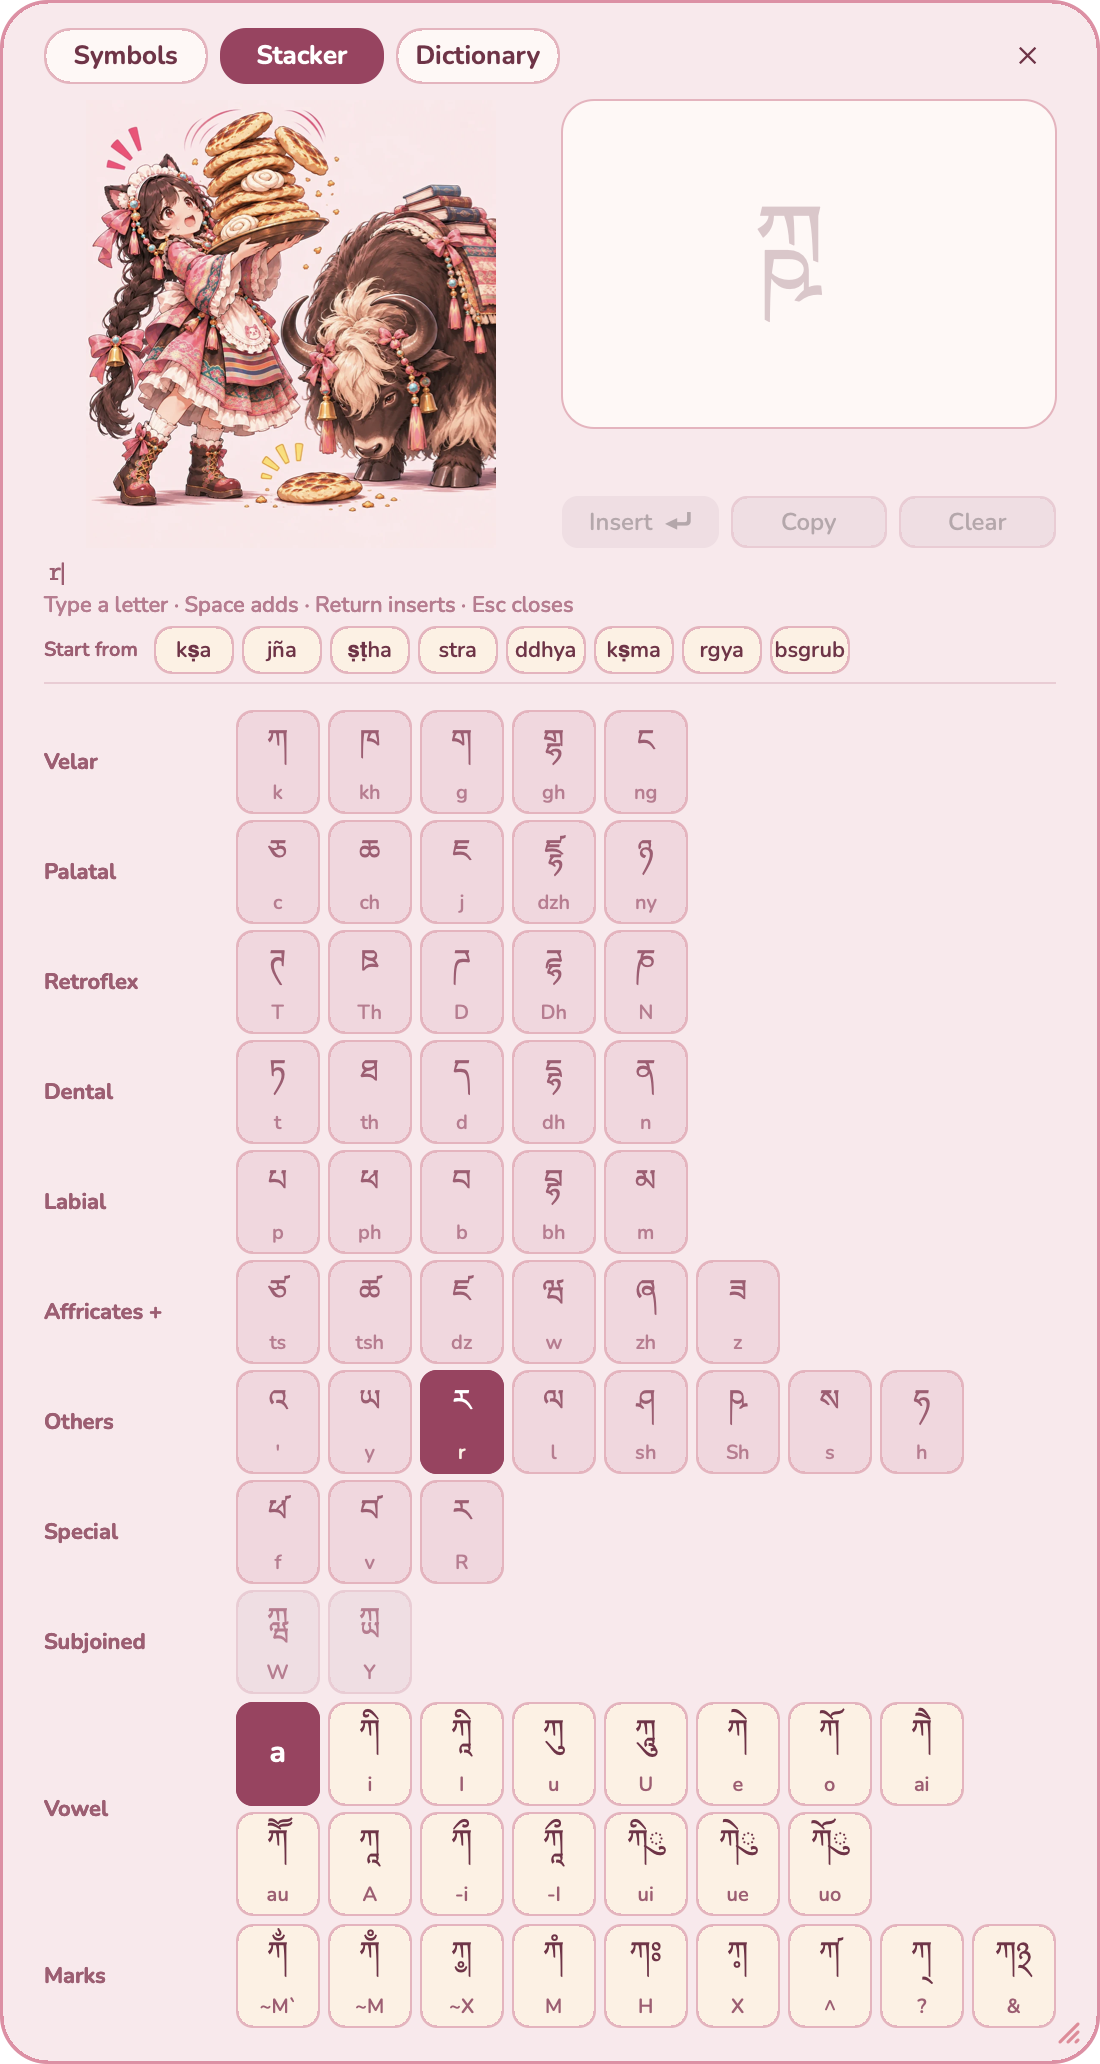 Symbols Stacker Dictionary ×
ཀྵ
Insert Copy Clear
r
Type a letter · Space adds · Return inserts · Esc closes
Start from kṣa jña ṣṭha stra ddhya kṣma rgya bsgrub
Velar ཀ k ཁ kh ག g གྷ gh ང ng
Palatal ཅ c ཆ ch ཇ j ཛྷ dzh ཉ ny
Retroflex ཊ T ཋ Th ཌ D ཌྷ Dh ཎ N
Dental ཏ t ཐ th ད d དྷ dh ན n
Labial པ p ཕ ph བ b བྷ bh མ m
Affricates + ཙ ts ཚ tsh ཛ dz ཝ w ཞ zh ཟ z
Others འ ' ཡ y ར r ལ l ཤ sh ཥ Sh ས s ཧ h
Special ཕ༹ f བ༹ v ཪ R
Subjoined ཀྺ W ཀྻ Y
Vowel a ཀི i ཀཱི I ཀུ u ཀཱུ U ཀེ e ཀོ o ཀཻ ai
ཀཽ au ཀཱ A ཀྀ -i ཀཱྀ -I ཀིུ ui ཀེུ ue ཀོུ uo
Marks ཀྂ ~M` ཀྃ ~M ཀ༷ ~X ཀཾ M ཀཿ H ཀ༵ X ཀ༹ ^ ཀ྄ ? ཀ྅ &